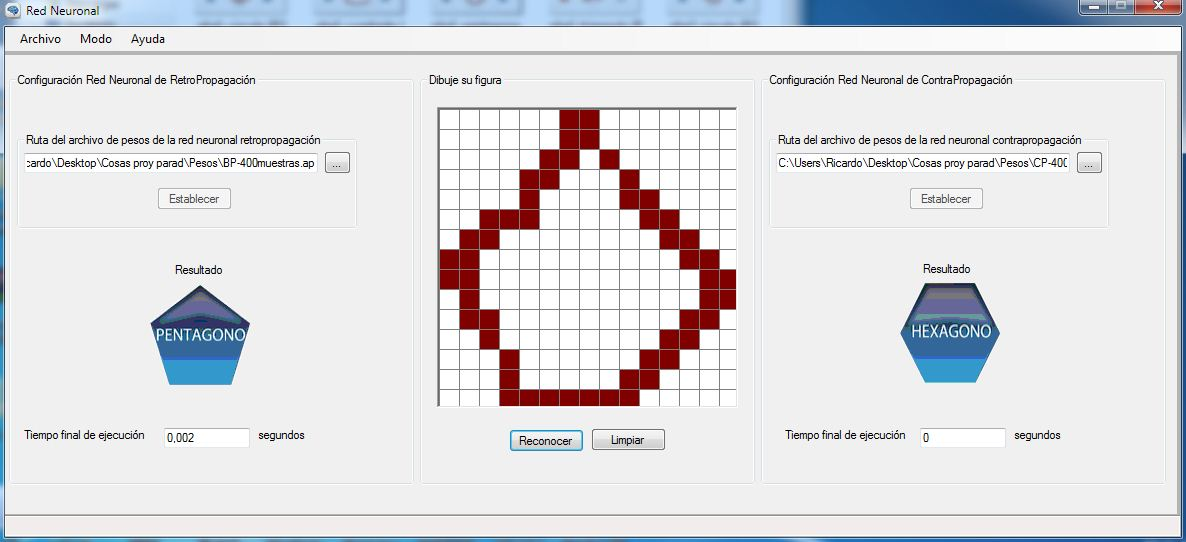 Red Neuronal
Archivo Modo Ayuda
Configuración Red Neuronal de RetroPropagación
Ruta del archivo de pesos de la red neuronal retropropagación
cardo\Desktop\Cosas proy parad\Pesos\BP-400muestras.ap
...
Establecer
Resultado
PENTAGONO
Tiempo final de ejecución 0,002 segundos
Dibuje su figura
Reconocer Limpiar
Configuración Red Neuronal de ContraPropagación
Ruta del archivo de pesos de la red neuronal contrapropagación
C:\Users\Ricardo\Desktop\Cosas proy parad\Pesos\CP-400
...
Establecer
Resultado
HEXAGONO
Tiempo final de ejecución 0 segundos